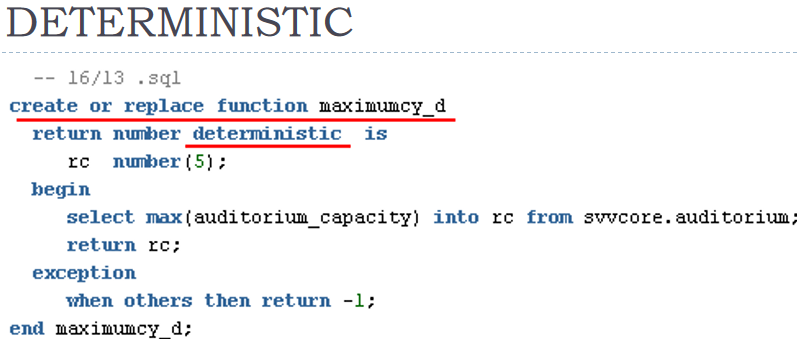 DETERMINISTIC
-- 16/13 .sql
create or replace function maximumcy_d
return number deterministic is
rc number(5);
begin
select max(auditorium_capacity) into rc from svvcore.auditorium;
return rc;
exception
when others then return -1;
end maximumcy_d;